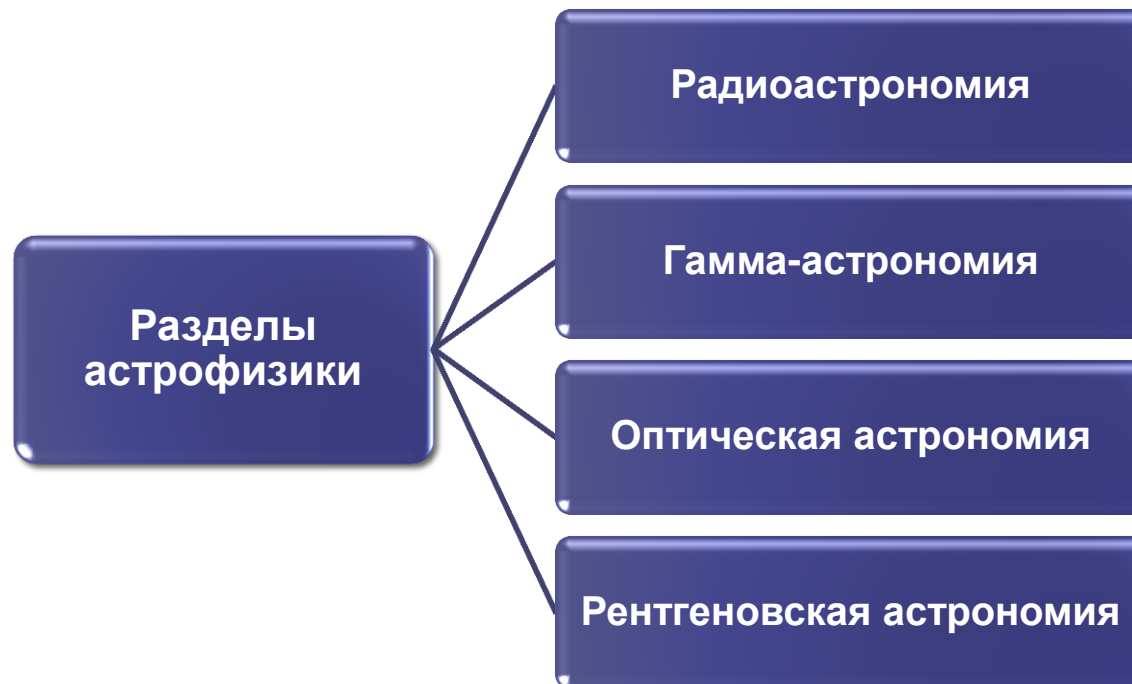 Разделы
астрофизики
Радиоастрономия
Гамма-астрономия
Оптическая астрономия
Рентгеновская астрономия